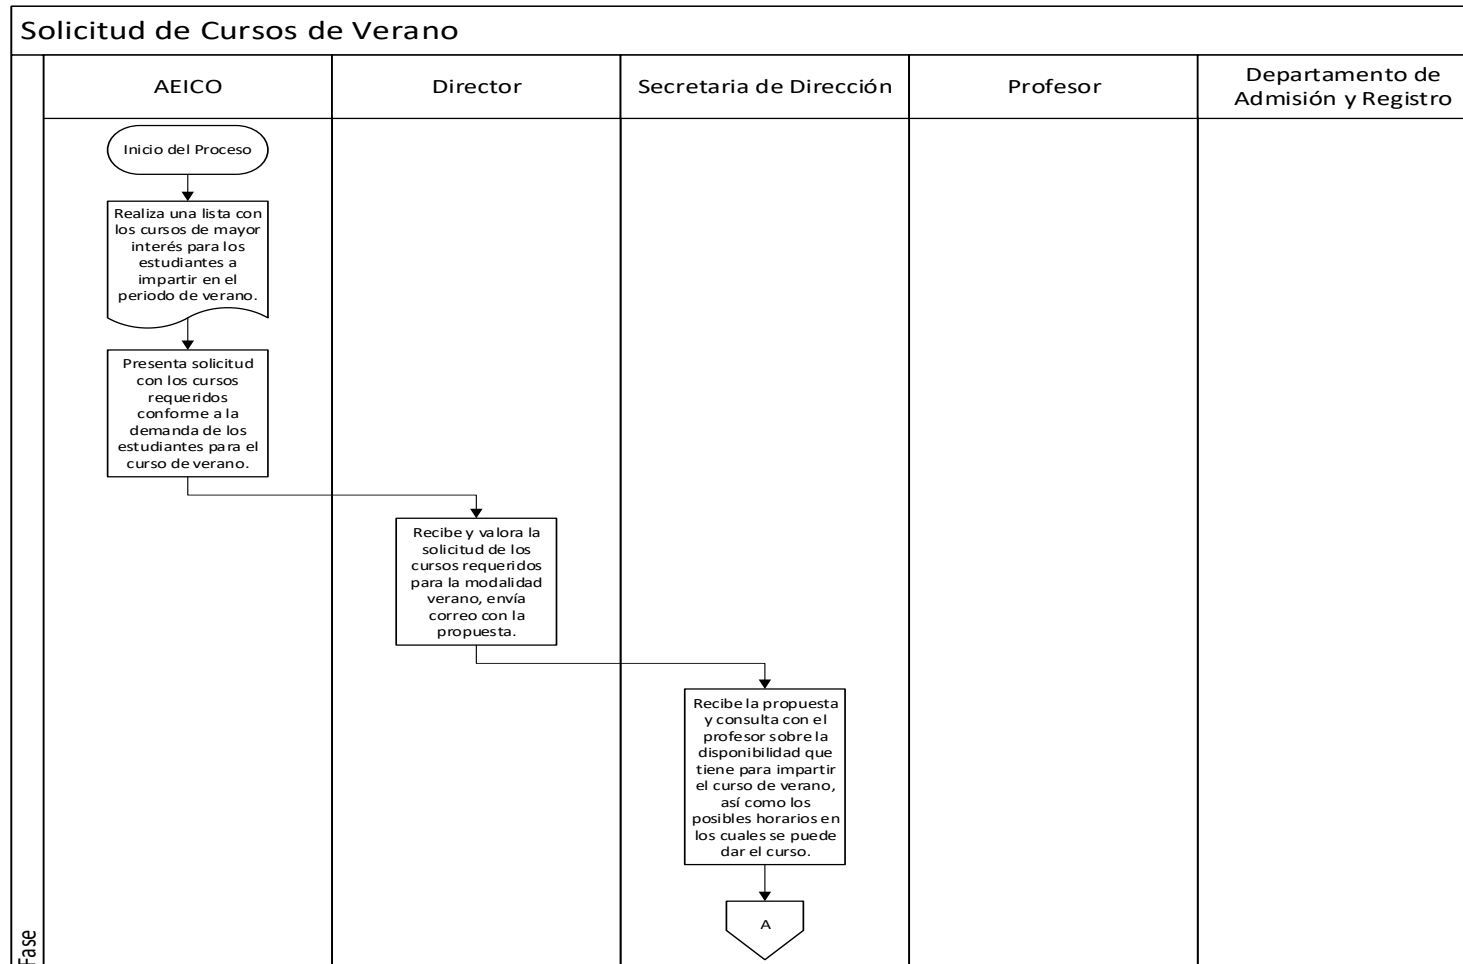 Solicitud de Cursos de Verano
AEICO
Director
Secretaria de Dirección
Profesor
Departamento de
Admisión y Registro
Inicio del Proceso
Realiza una lista con
los cursos de mayor
interés para los
estudiantes a
impartir en el
periodo de verano.
Presenta solicitud
con los cursos
requeridos
conforme a la
demanda de los
estudiantes para el
curso de verano.
Recibe y valora la
solicitud de los
cursos requeridos
para la modalidad
verano, envía
correo con la
propuesta.
Recibe la propuesta
y consulta con el
profesor sobre la
disponibilidad que
tiene para impartir
el curso de verano,
así como los
posibles horarios en
los cuales se puede
dar el curso.
A
Fase